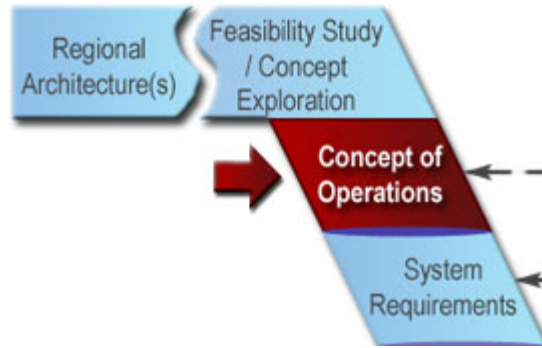 Regional
Architecture(s)
Feasibility Study
/ Concept
Exploration
Concept of
Operations
System
Requirements